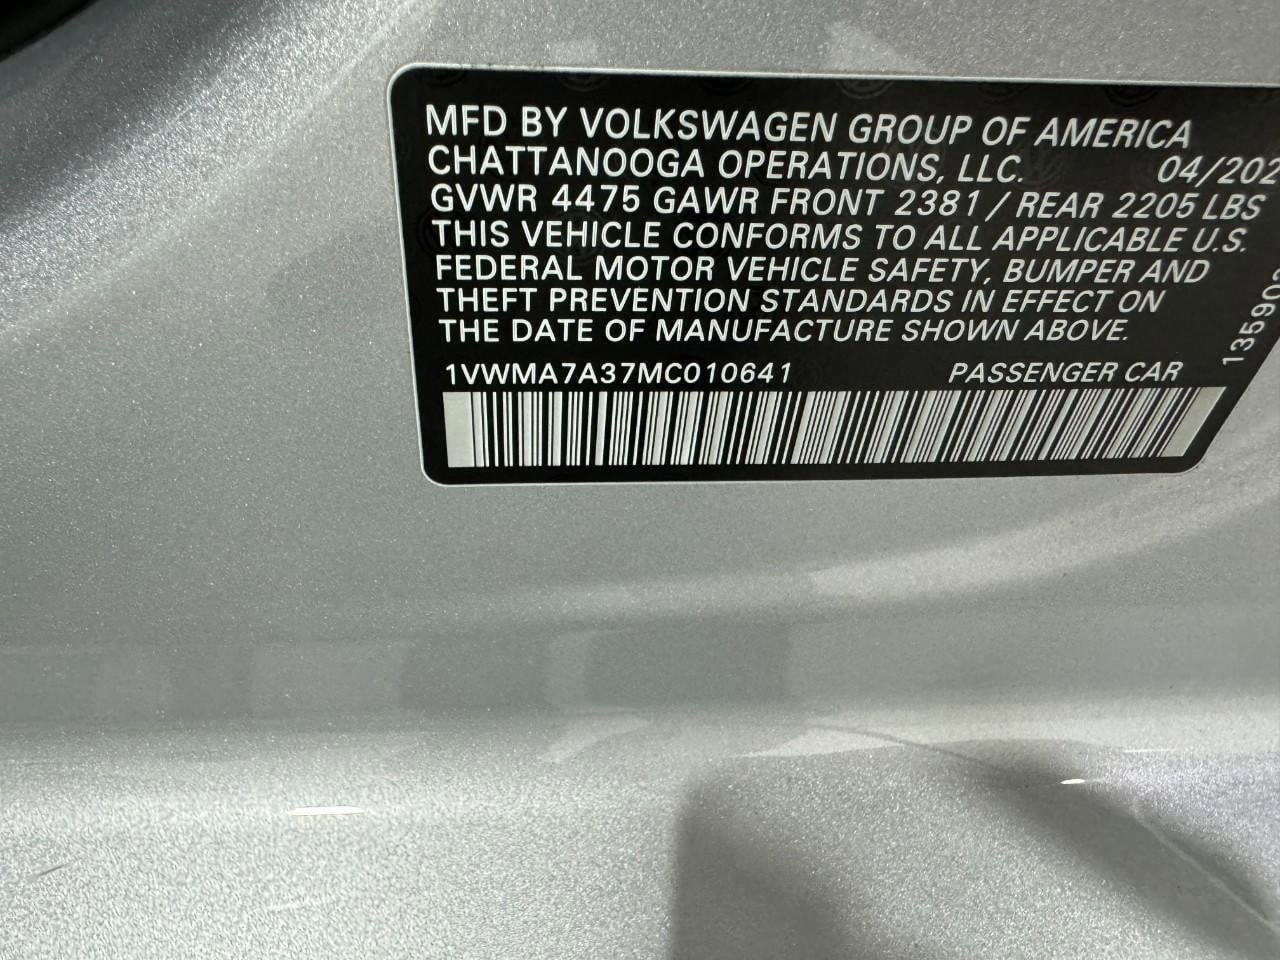 MFD BY VOLKSWAGEN GROUP OF AMERICA
CHATTANOOGA OPERATIONS, LLC. 04/202
GVWR 4475 GAWR FRONT 2381 / REAR 2205 LBS
THIS VEHICLE CONFORMS TO ALL APPLICABLE U.S.
FEDERAL MOTOR VEHICLE SAFETY, BUMPER AND
THEFT PREVENTION STANDARDS IN EFFECT ON
THE DATE OF MANUFACTURE SHOWN ABOVE.
1VWMA7A37MC010641 PASSENGER CAR